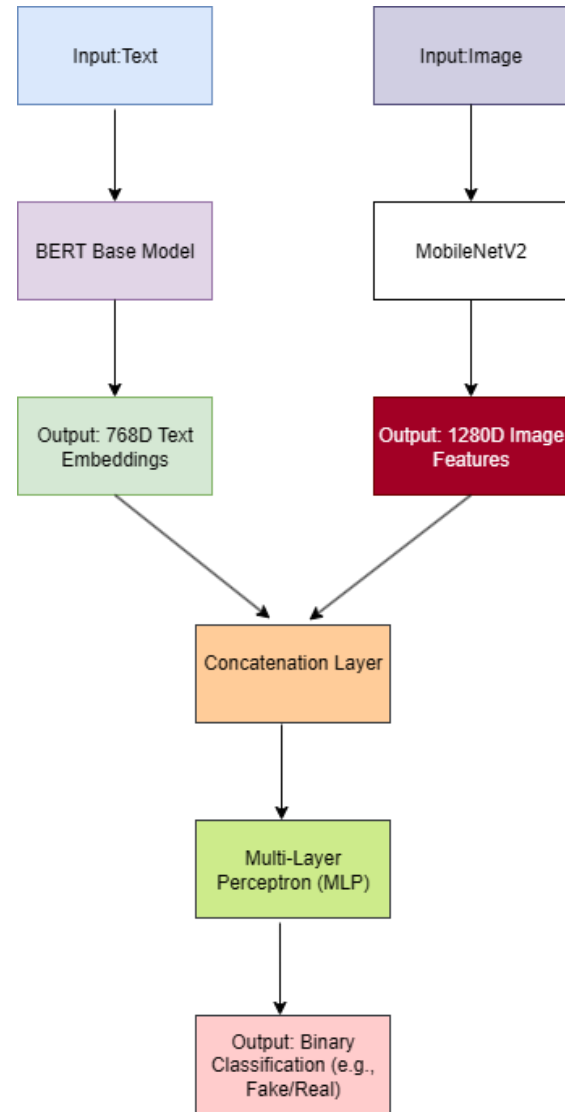 Input:Text
Input:Image
BERT Base Model
MobileNetV2
Output: 768D Text
Embeddings
Output: 1280D Image
Features
Concatenation Layer
Multi-Layer
Perceptron (MLP)
Output: Binary
Classification (e.g.,
Fake/Real)